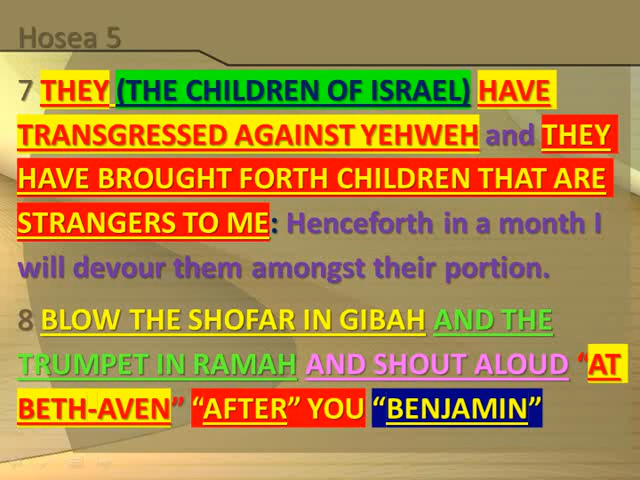 Hosea 5
7 THEY (THE CHILDREN OF ISRAEL) HAVE
TRANSGRESSED AGAINST YEHWEH and THEY
HAVE BROUGHT FORTH CHILDREN THAT ARE
STRANGERS TO ME: Henceforth in a month I
will devour them amongst their portion.
8 BLOW THE SHOFAR IN GIBAH AND THE
TRUMPET IN RAMAH AND SHOUT ALOUD “AT
BETH-AVEN” “AFTER” YOU “BENJAMIN”